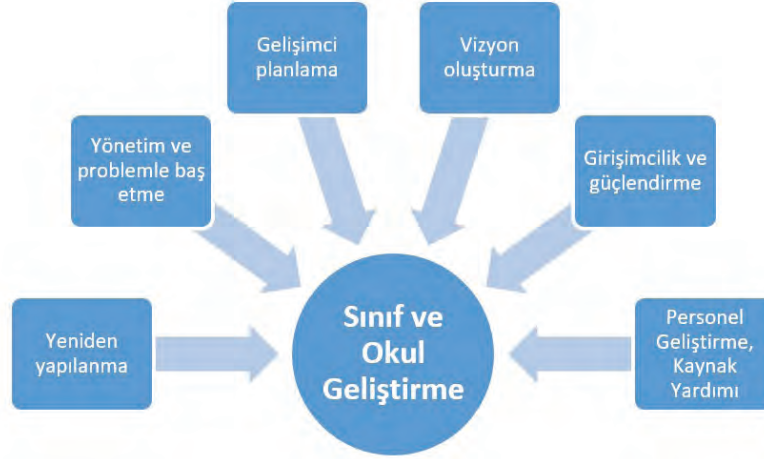 Gelişimci
planlama
Vizyon
oluşturma
Yönetim ve
problemle baş
etme
Girişimcilik ve
güçlendirme
Yeniden
yapılanma
Sınıf ve
Okul
Geliştirme
Personel
Geliştirme,
Kaynak
Yardımı